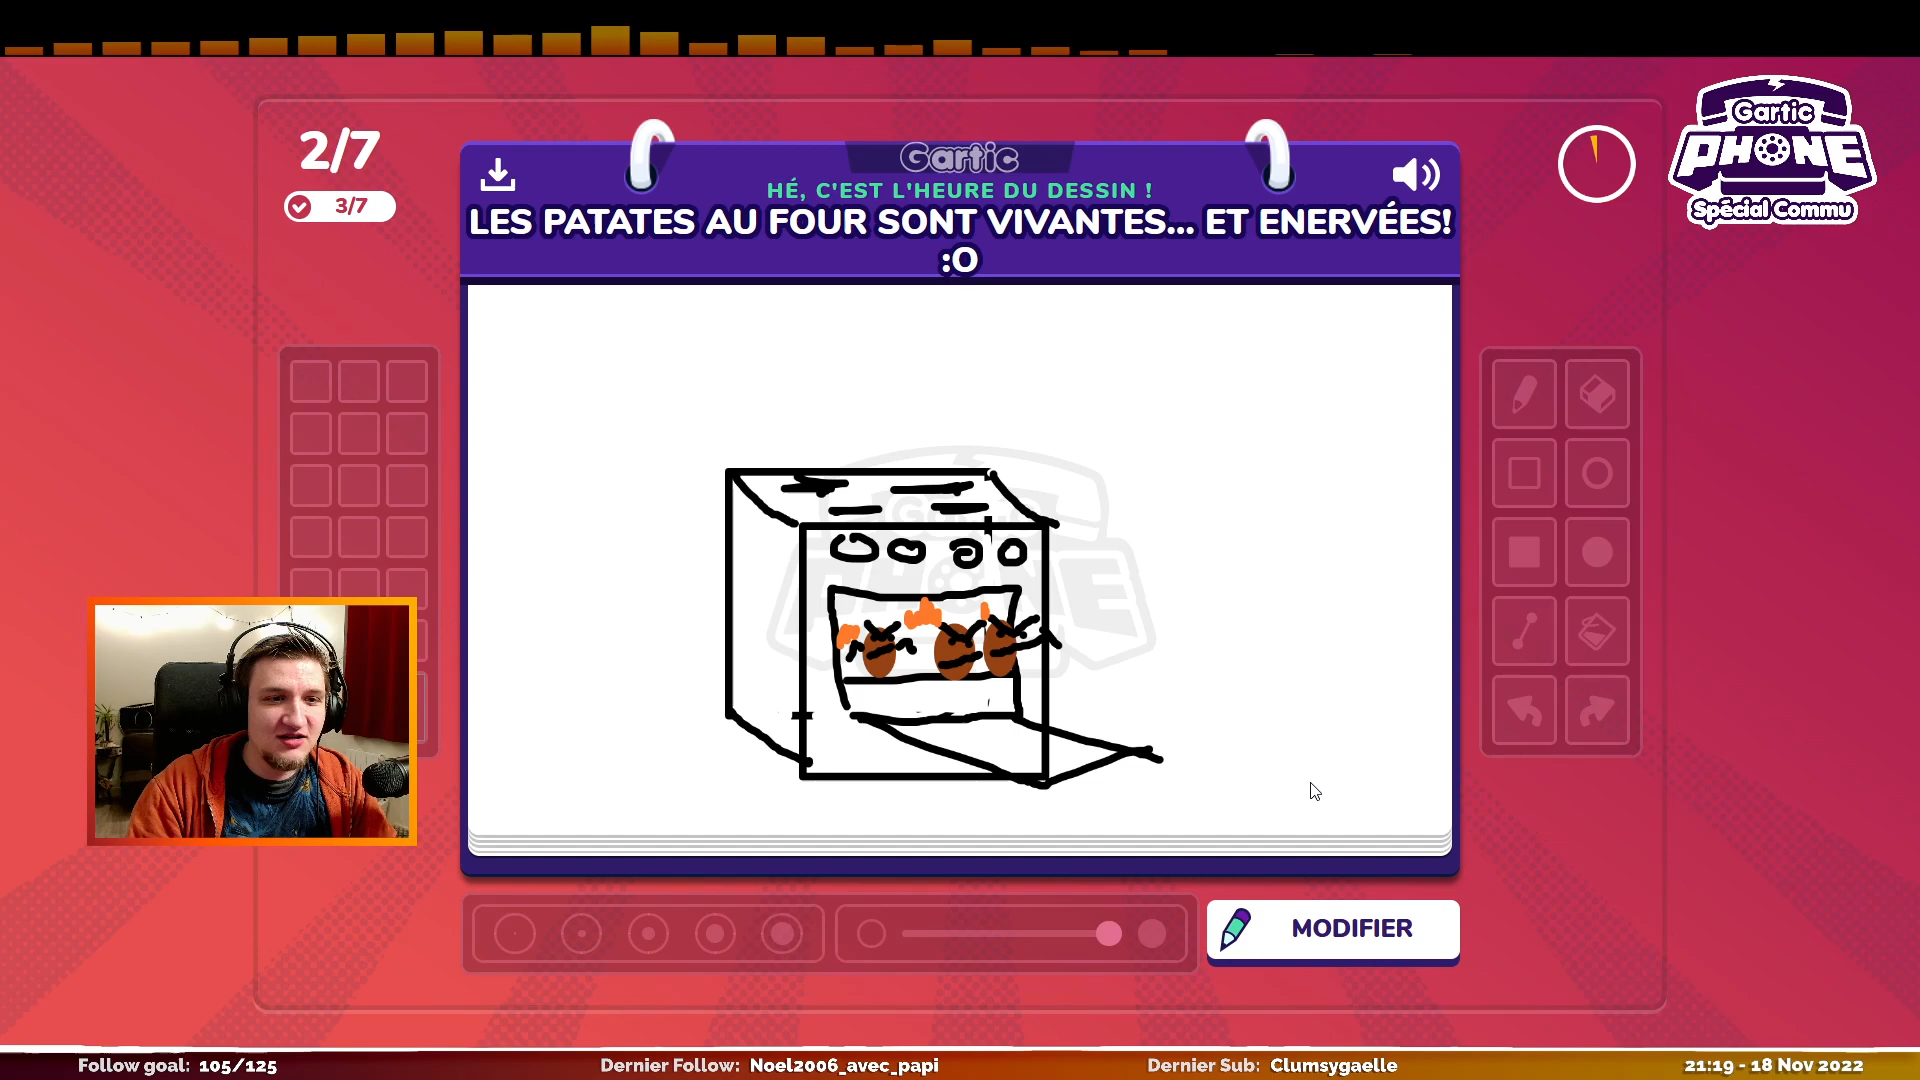 2/7
3/7
Gartic
HÉ, C'EST L'HEURE DU DESSIN !
LES PATATES AU FOUR SONT VIVANTES... ET ENERVÉES!
:O
Gartic
PHONE
Spécial Commu
Gartic
PHONE
MODIFIER
Follow goal: 105/125
Dernier Follow: Noel2006_avec_papi
Dernier Sub: Clumsygaelle
21:19 - 18 Nov 2022